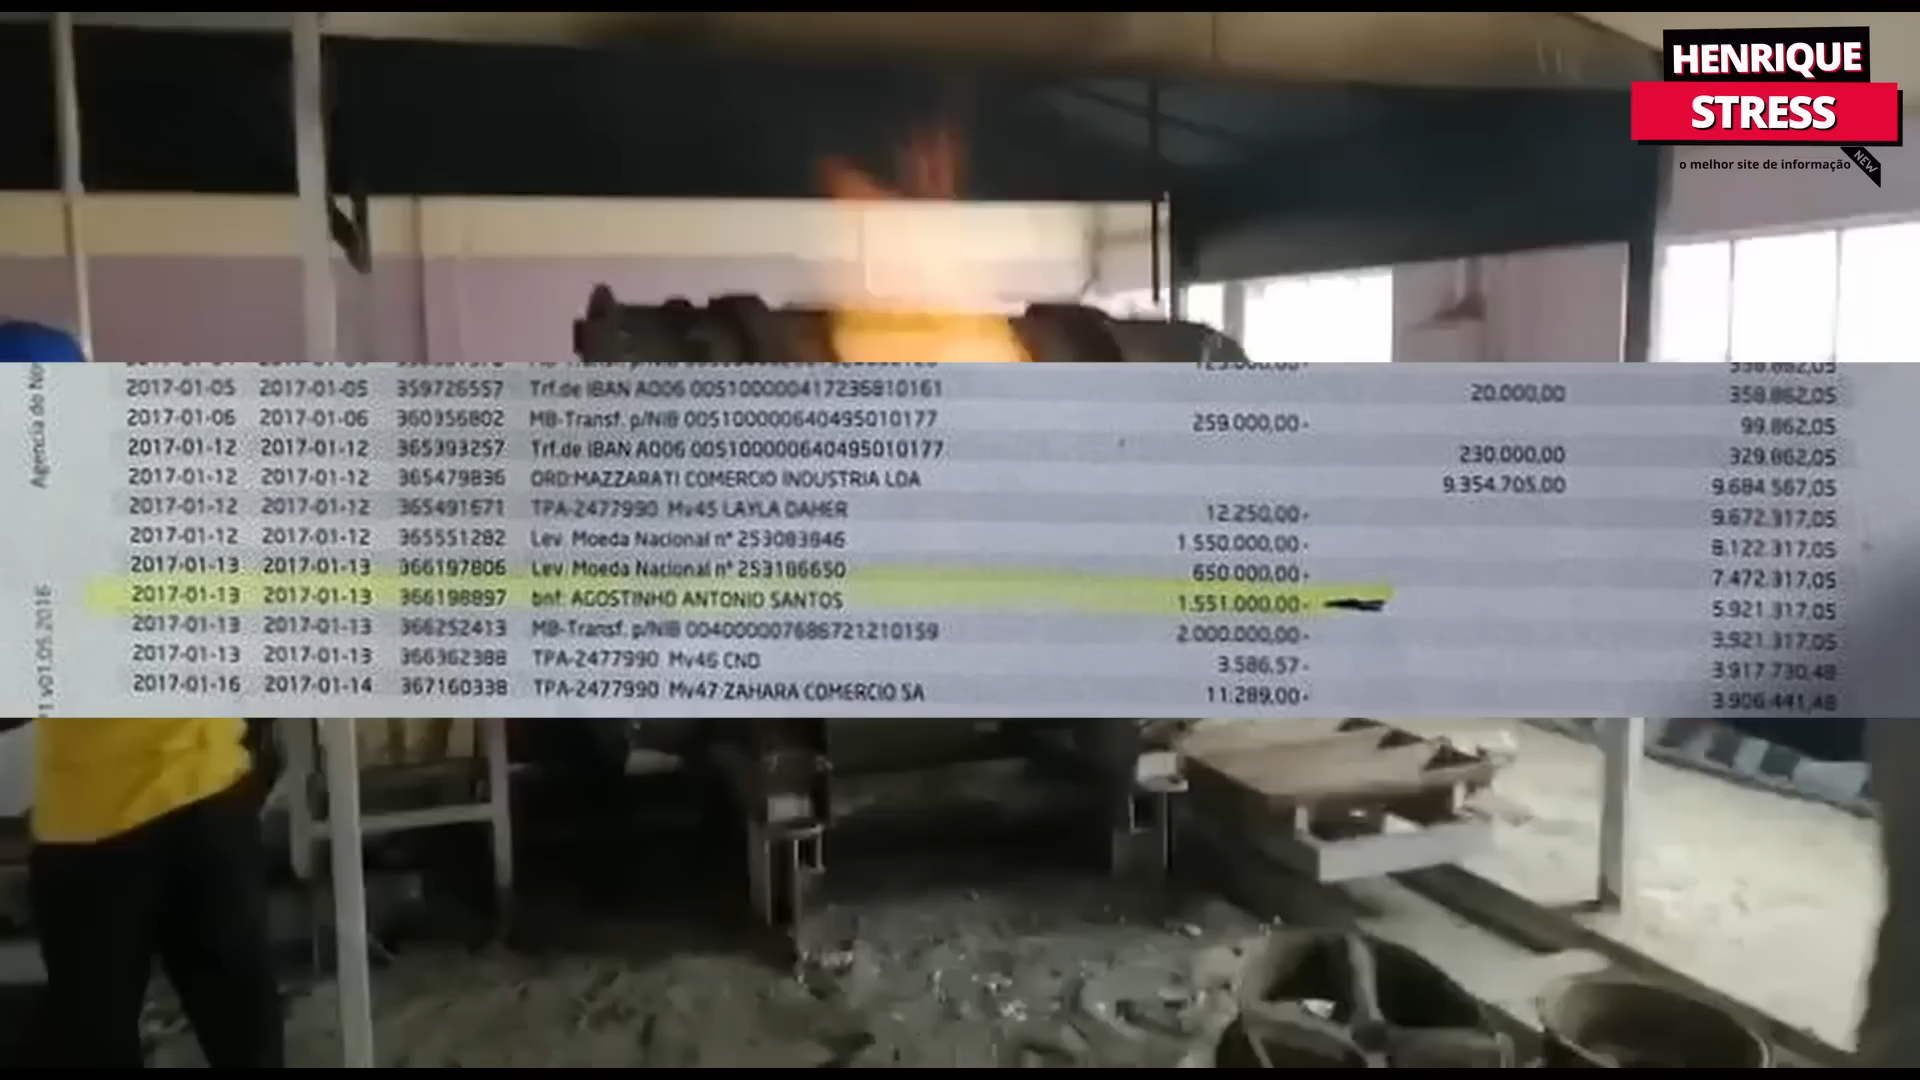 HENRIQUE
STRESS
o melhor site de informação NEW
2017-01-05 2017-01-05 359726557 Trf.de IBAN AO06 005100000417236810161 20.000,00 358.862,05
2017-01-06 2017-01-06 360356802 MB-Transf. p/NIB 005100000640495010177 259.000,00- 99.862,05
2017-01-12 2017-01-12 365393257 Trf.de IBAN AO06 005100000640495010177 230.000,00 329.862,05
2017-01-12 2017-01-12 365479836 ORD:MAZZARATI COMERCIO INDUSTRIA LDA 9.354.705,00 9.684.567,05
2017-01-12 2017-01-12 365491671 TPA-2477990 Mv45 LAYLA DAHER 12.250,00- 9.672.317,05
2017-01-12 2017-01-12 365551282 Lev. Moeda Nacional nº 253083846 1.550.000,00- 8.122.317,05
2017-01-13 2017-01-13 366197806 Lev. Moeda Nacional nº 253186650 650.000,00- 7.472.317,05
2017-01-13 2017-01-13 366198897 bnf: AGOSTINHO ANTONIO SANTOS 1.551.000,00- 5.921.317,05
2017-01-13 2017-01-13 366252413 MB-Transf. p/NIB 004000007686721210159 2.000.000,00- 3.921.317,05
2017-01-13 2017-01-13 366362388 TPA-2477990 Mv46 CND 3.586,57- 3.917.730,48
2017-01-16 2017-01-14 367160338 TPA-2477990 Mv47 ZAHARA COMERCIO SA 11.289,00- 3.906.441,48
Agencia do
v01.05.2016